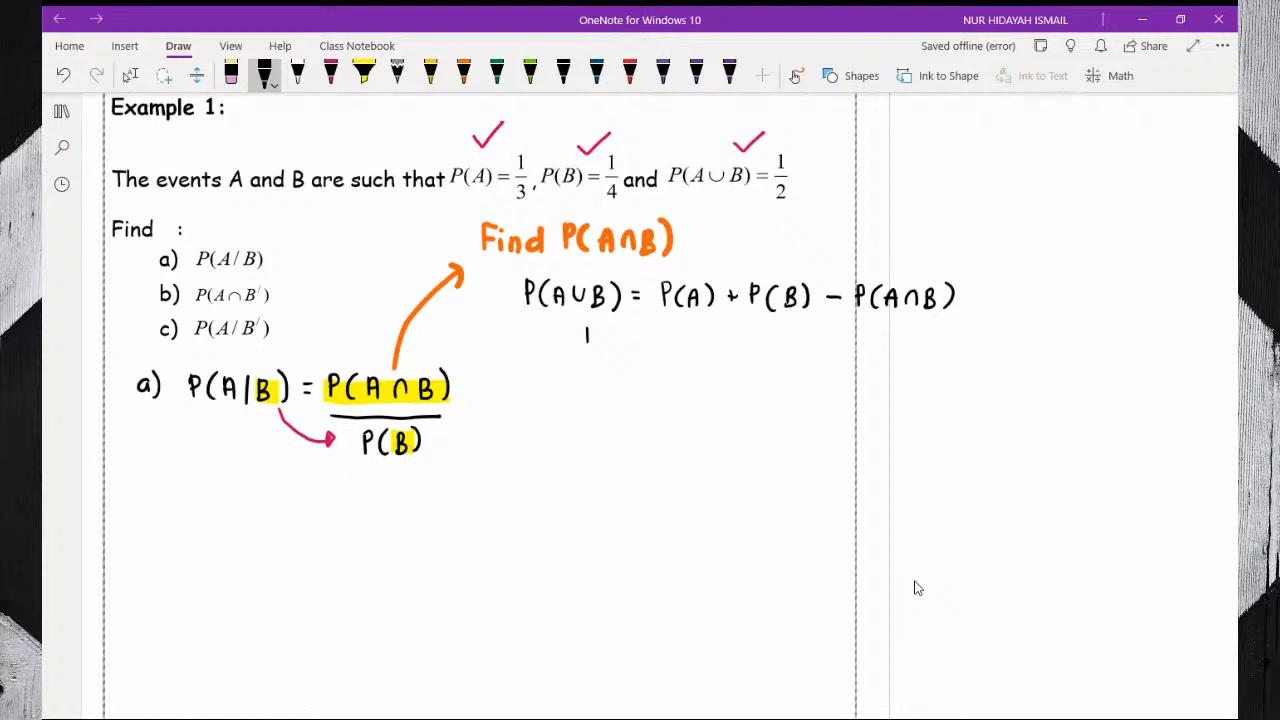 OneNote for Windows 10
NUR HIDAYAH ISMAIL
Home Insert Draw View Help Class Notebook
Saved offline (error) Share
Shapes Ink to Shape Ink to Text Math
Example 1:
The events A and B are such that P(A) = 1/3, P(B) = 1/4 and P(A ∪ B) = 1/2
Find :
Find P(A∩B)
a) P(A / B)
b) P(A ∩ B′)
c) P(A / B′)
P(A∪B) = P(A) + P(B) − P(A∩B)
1
a) P(A|B) = P(A∩B)
P(B)